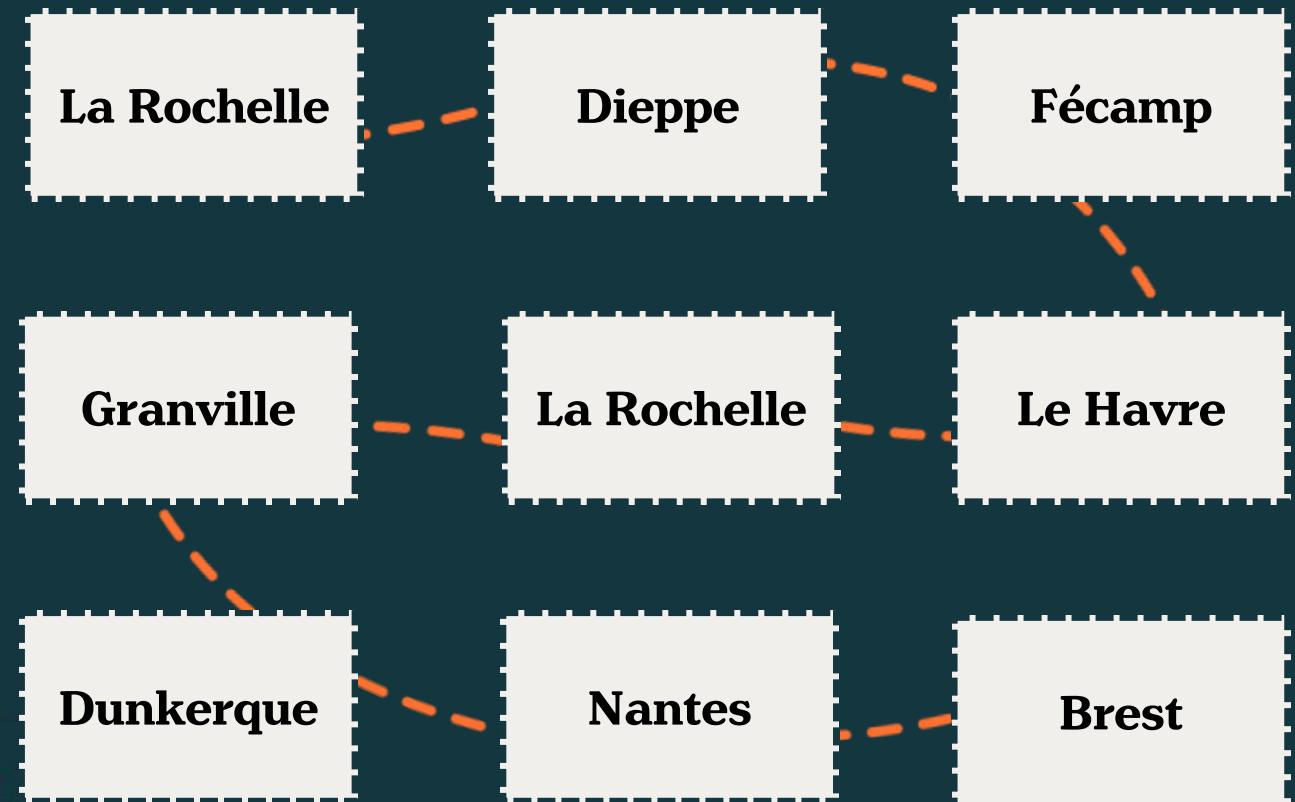 La Rochelle
Dieppe
Fécamp
Granville
La Rochelle
Le Havre
Dunkerque
Nantes
Brest